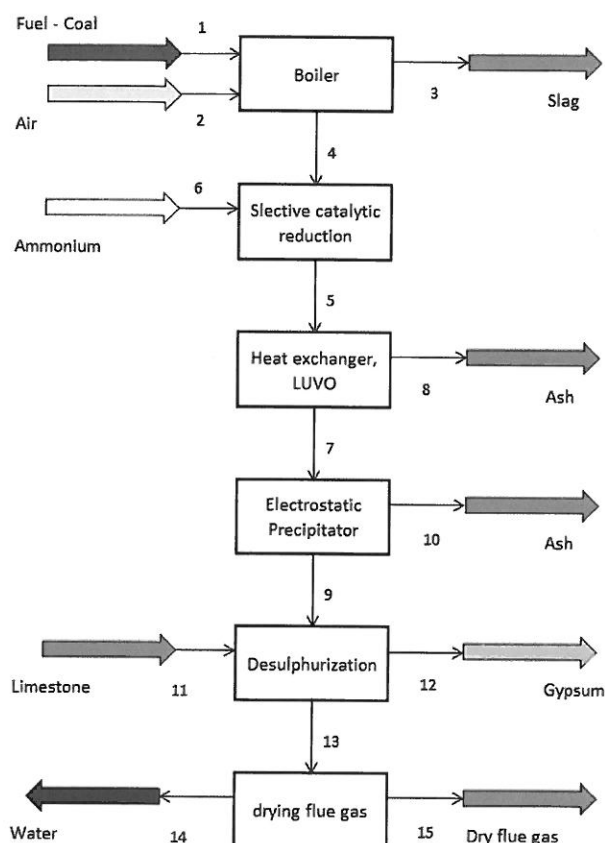 Fuel - Coal
1
Boiler
3
Slag
Air
2
4
6
Slective catalytic
reduction
Ammonium
5
Heat exchanger,
LUVO
8
Ash
7
Electrostatic
Precipitator
10
Ash
9
Desulphurization
Limestone
11
12
Gypsum
13
drying flue gas
Water
14
15
Dry flue gas